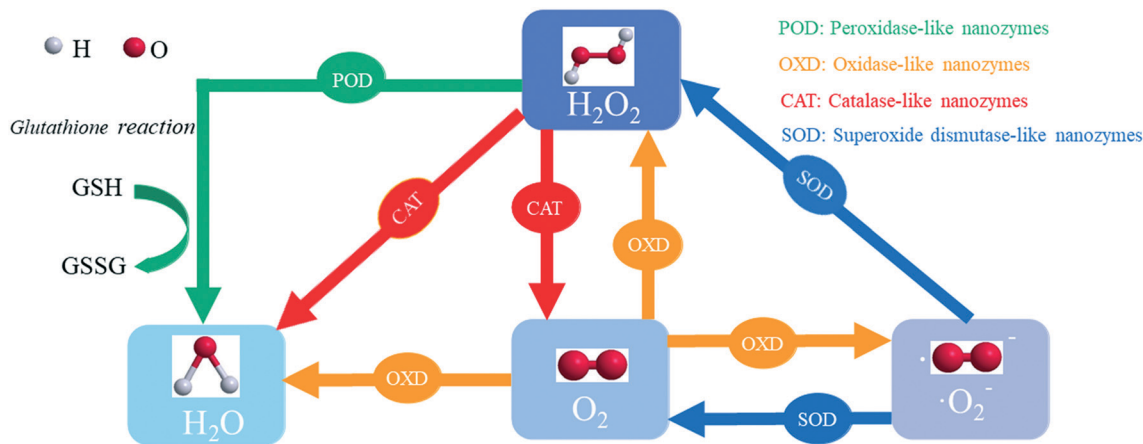 H
O
POD: Peroxidase-like nanozymes
OXD: Oxidase-like nanozymes
CAT: Catalase-like nanozymes
SOD: Superoxide dismutase-like nanozymes
POD
H₂O₂
Glutathione reaction
GSH
GSSG
CAT
CAT
OXD
SOD
OXD
OXD
SOD
H₂O
O₂
·O₂⁻